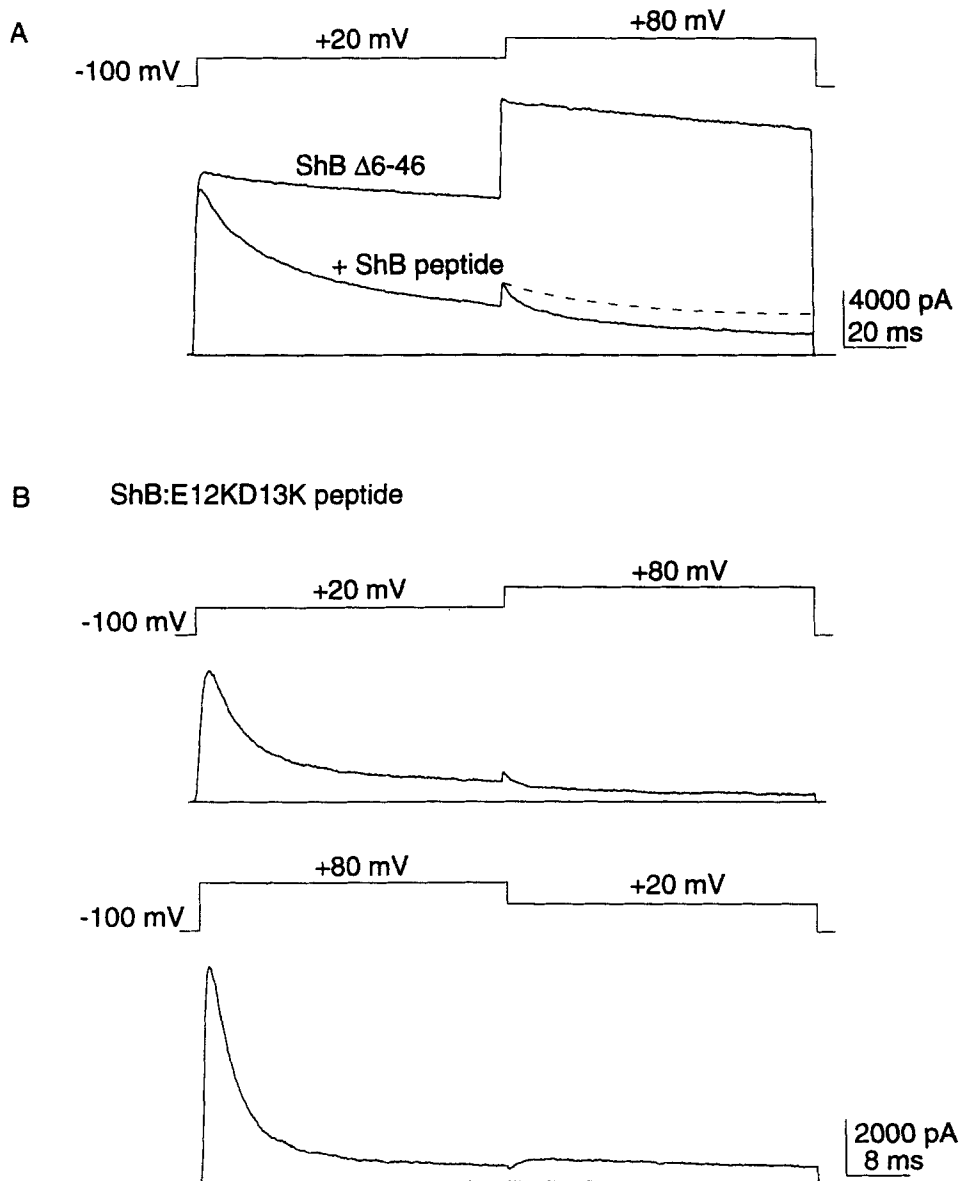 A
+20 mV
+80 mV
-100 mV
ShB Δ6-46
+ ShB peptide
4000 pA
20 ms
B
ShB:E12KD13K peptide
+20 mV
+80 mV
-100 mV
+80 mV
+20 mV
-100 mV
2000 pA
8 ms